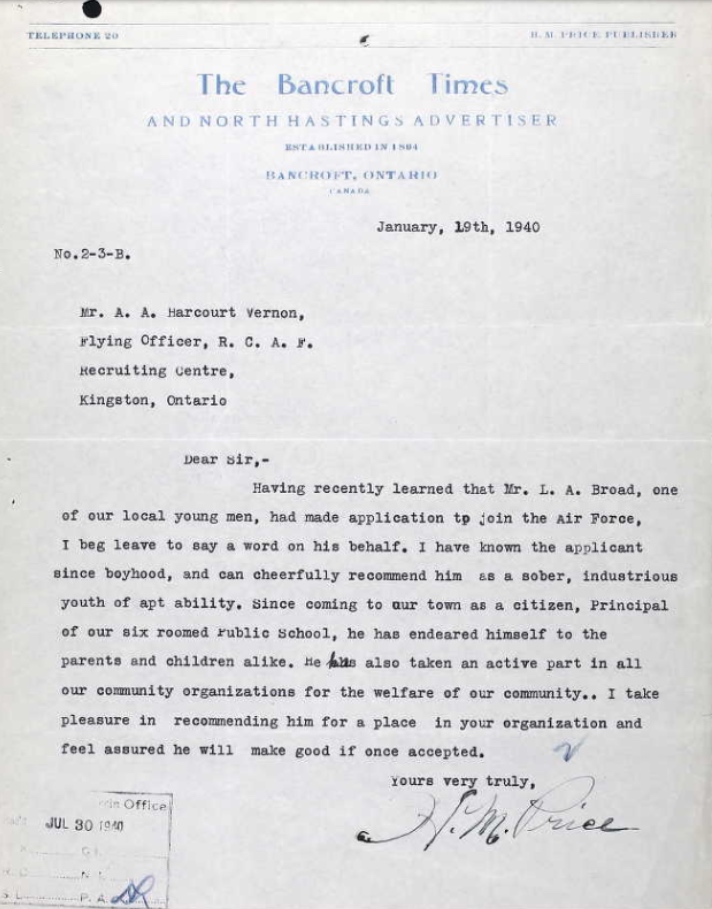 TELEPHONE 20
H. M. PRICE PUBLISHER
The Bancroft Times
AND NORTH HASTINGS ADVERTISER
ESTABLISHED IN 1894
BANCROFT, ONTARIO
CANADA
January, 19th, 1940
No.2-3-B.
Mr. A. A. Harcourt Vernon,
Flying Officer, R. C. A. F.
Recruiting Centre,
Kingston, Ontario
Dear Sir,-
Having recently learned that Mr. L. A. Broad, one
of our local young men, had made application to join the Air Force,
I beg leave to say a word on his behalf. I have known the applicant
since boyhood, and can cheerfully recommend him as a sober, industrious
youth of apt ability. Since coming to our town as a citizen, Principal
of our six roomed Public School, he has endeared himself to the
parents and children alike. He has also taken an active part in all
our community organizations for the welfare of our community.. I take
pleasure in recommending him for a place in your organization and
feel assured he will make good if once accepted.
Yours very truly,
H. M. Price
Office
JUL 30 1940
P. A.